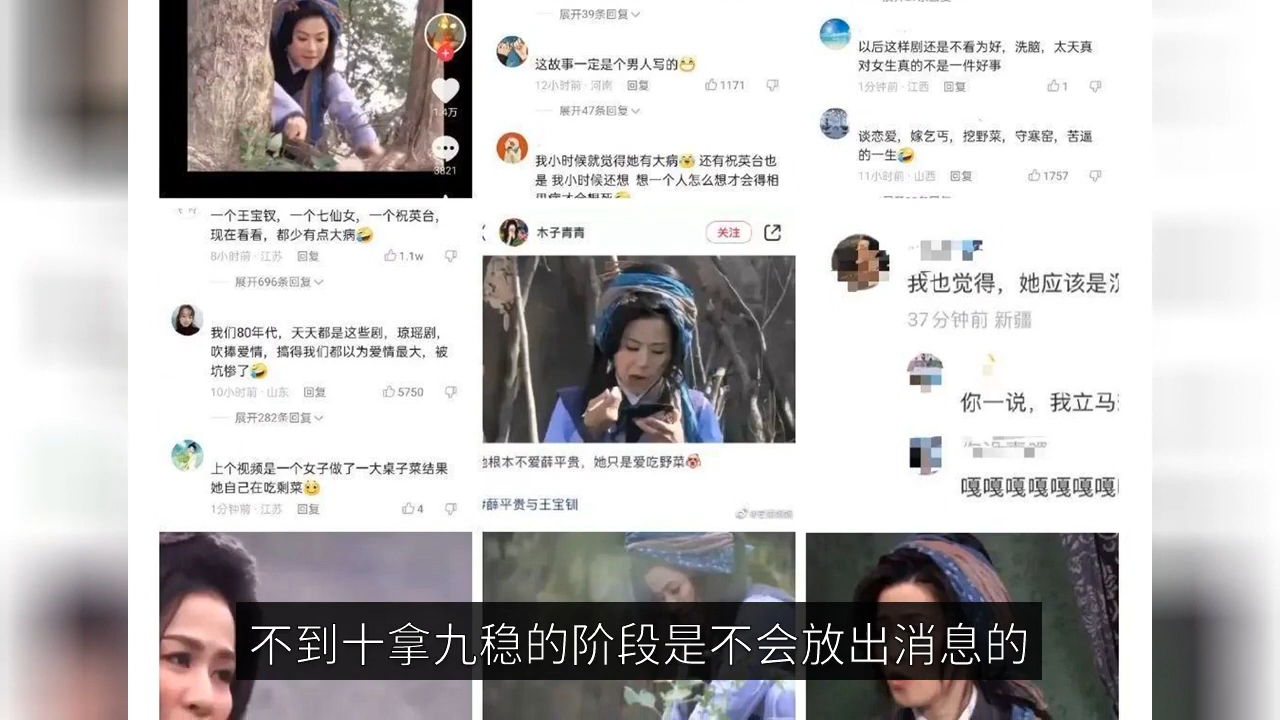 1.4万
3821
一个王宝钗，一个七仙女，一个祝英台，
现在看看，都少有点大病🤣
8小时前·江苏 回复 1.1w
展开696条回复
我们80年代，天天都是这些剧，琼瑶剧，
吹捧爱情，搞得我们都以为爱情最大，被
坑惨了🤣
10小时前·山东 回复 5750
展开282条回复
上个视频是一个女子做了一大桌子菜结果
她自己在吃剩菜🙂
1分钟前·江苏 回复 4
展开39条回复
这故事一定是个男人写的😁
12小时前·河南 回复 1171
展开47条回复
我小时候就觉得她有大病🤣 还有祝英台也
是 我小时候还想 想一个人怎么想才会得相
木子青青
关注
根本不爱薛平贵，她只是爱吃野菜
#薛平贵与王宝钏
以后这样剧还是不看为好，洗脑，太天真
对女生真的不是一件好事
1分钟前·江西 回复 1
谈恋爱，嫁乞丐，挖野菜，守寒窑，苦逼
的一生🤣
11小时前·山西 回复 1757
我也觉得，她应该是
37分钟前 新疆
你一说，我立马
嘎嘎嘎嘎嘎嘎嘎
不到十拿九稳的阶段是不会放出消息的